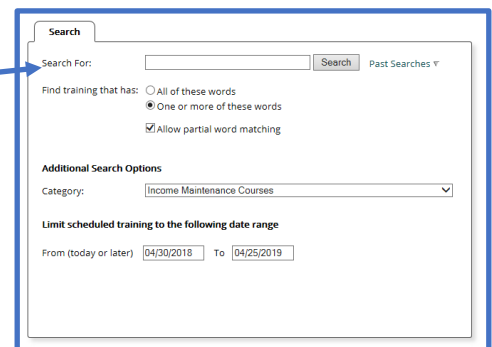 Search
Search For: Search Past Searches
Find training that has: All of these words
One or more of these words
Allow partial word matching
Additional Search Options
Category: Income Maintenance Courses
Limit scheduled training to the following date range
From (today or later) 04/30/2018 To 04/25/2019